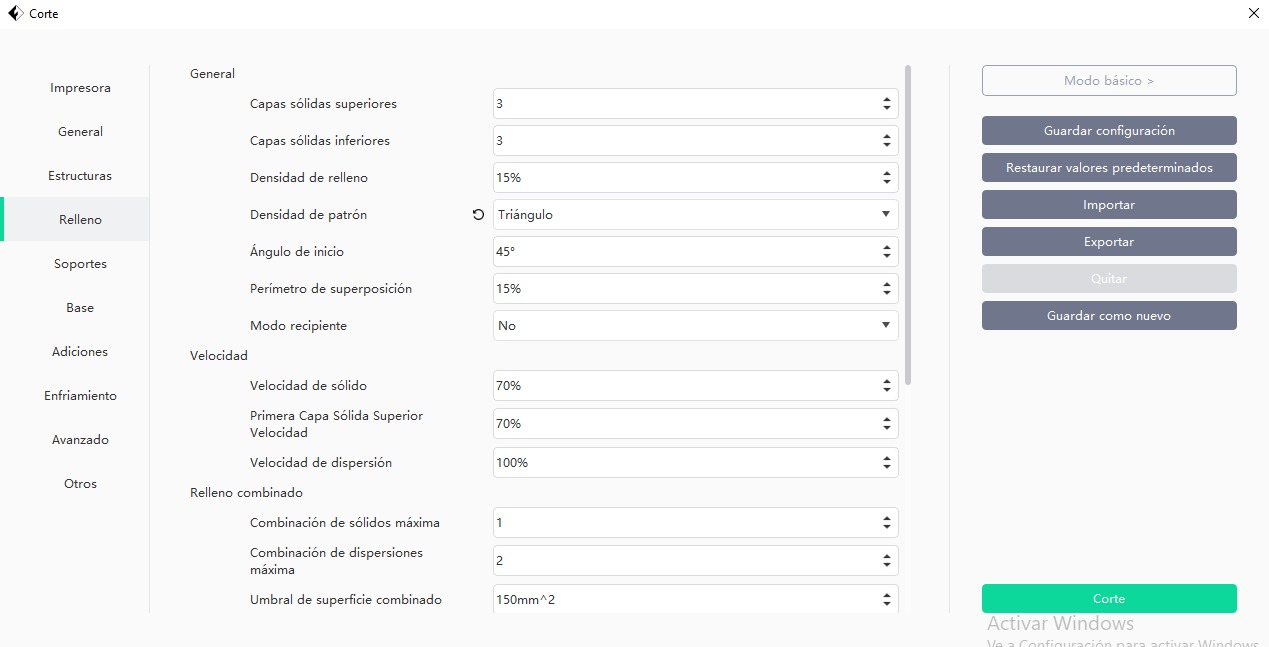 Corte
Impresora
General
Estructuras
Relleno
Soportes
Base
Adiciones
Enfriamiento
Avanzado
Otros
General
Capas sólidas superiores 3
Capas sólidas inferiores 3
Densidad de relleno 15%
Densidad de patrón Triángulo
Ángulo de inicio 45°
Perímetro de superposición 15%
Modo recipiente No
Velocidad
Velocidad de sólido 70%
Primera Capa Sólida Superior
Velocidad 70%
Velocidad de dispersión 100%
Relleno combinado
Combinación de sólidos máxima 1
Combinación de dispersiones
máxima 2
Umbral de superficie combinado 150mm^2
Modo básico >
Guardar configuración
Restaurar valores predeterminados
Importar
Exportar
Quitar
Guardar como nuevo
Corte
Activar Windows
Ve a Configuración para activar Windows